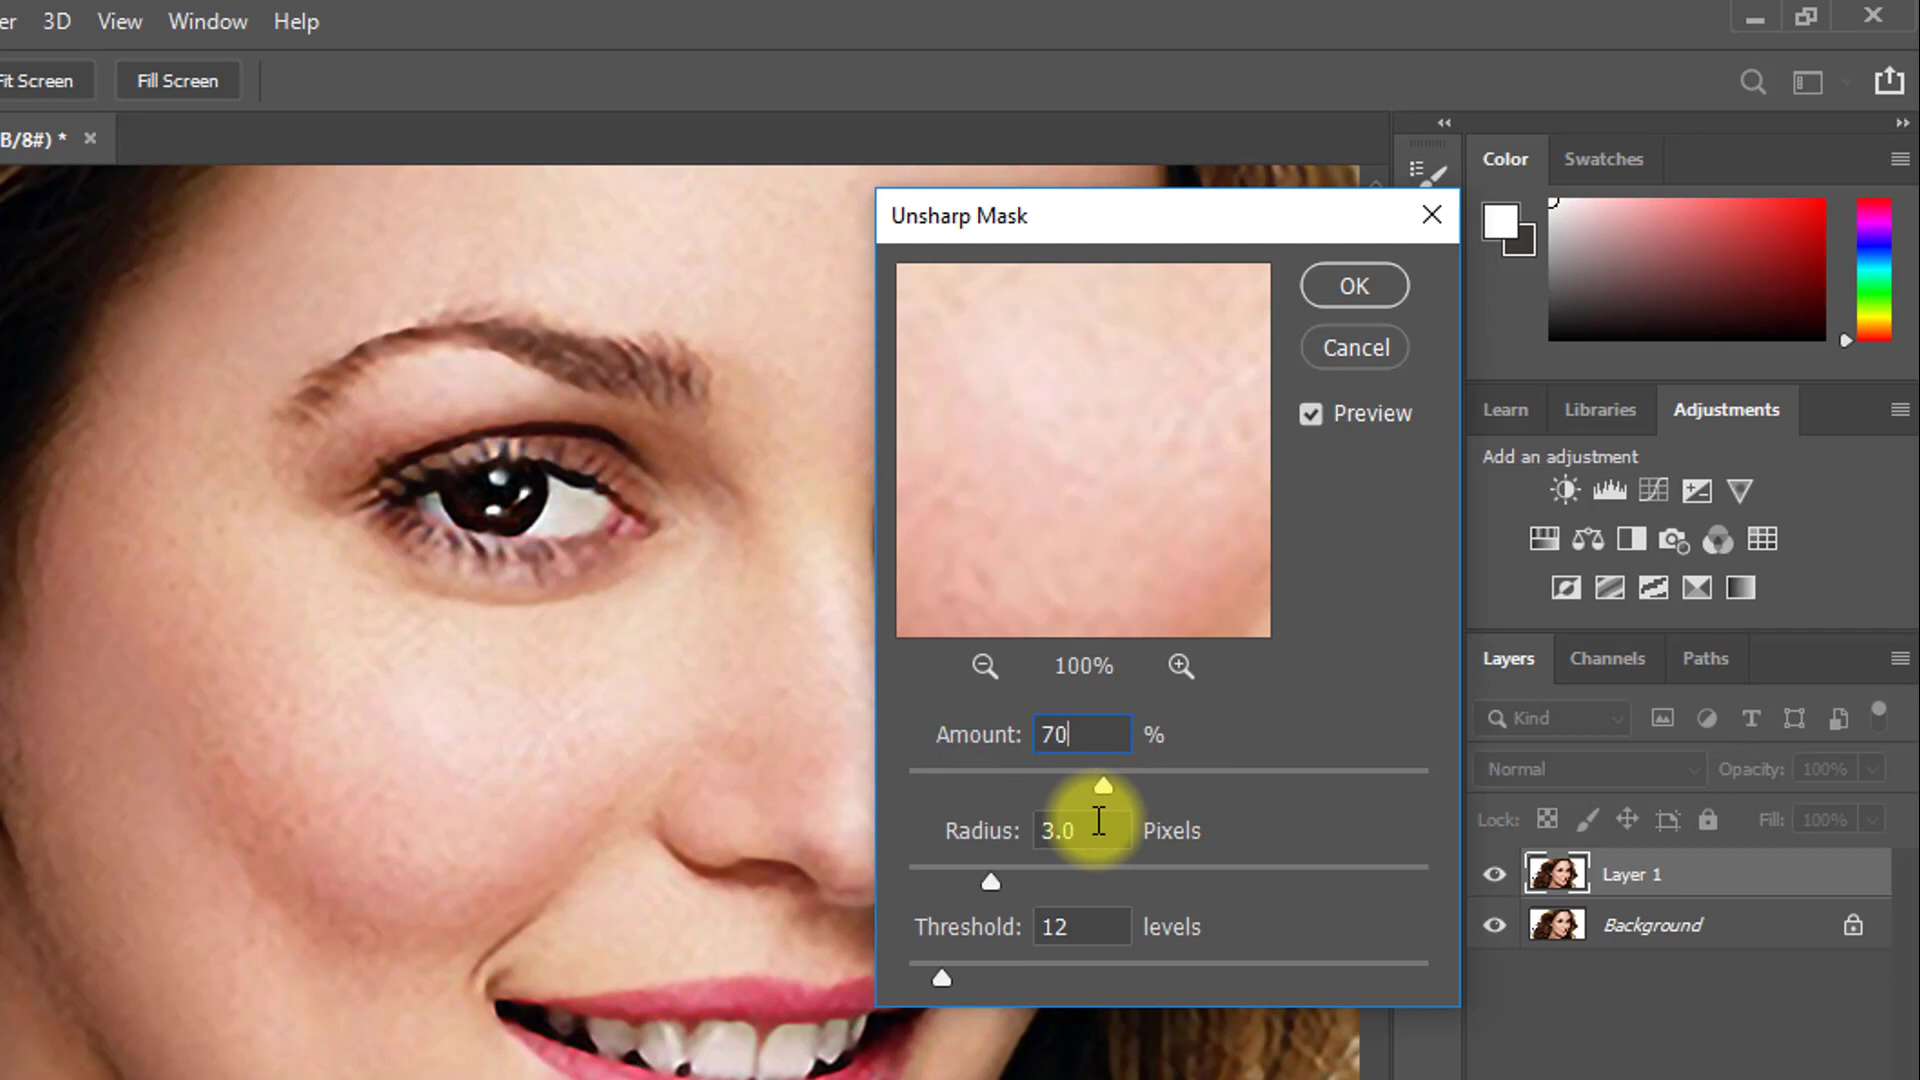 er 3D View Window Help
Fit Screen Fill Screen
B/8#) *
Color Swatches
Unsharp Mask
OK
Cancel
Preview
Learn Libraries Adjustments
Add an adjustment
100%
Layers Channels Paths
Kind
Amount: 70 %
Normal Opacity: 100%
Radius: 3.0 Pixels
Lock: Fill: 100%
Layer 1
Threshold: 12 levels
Background